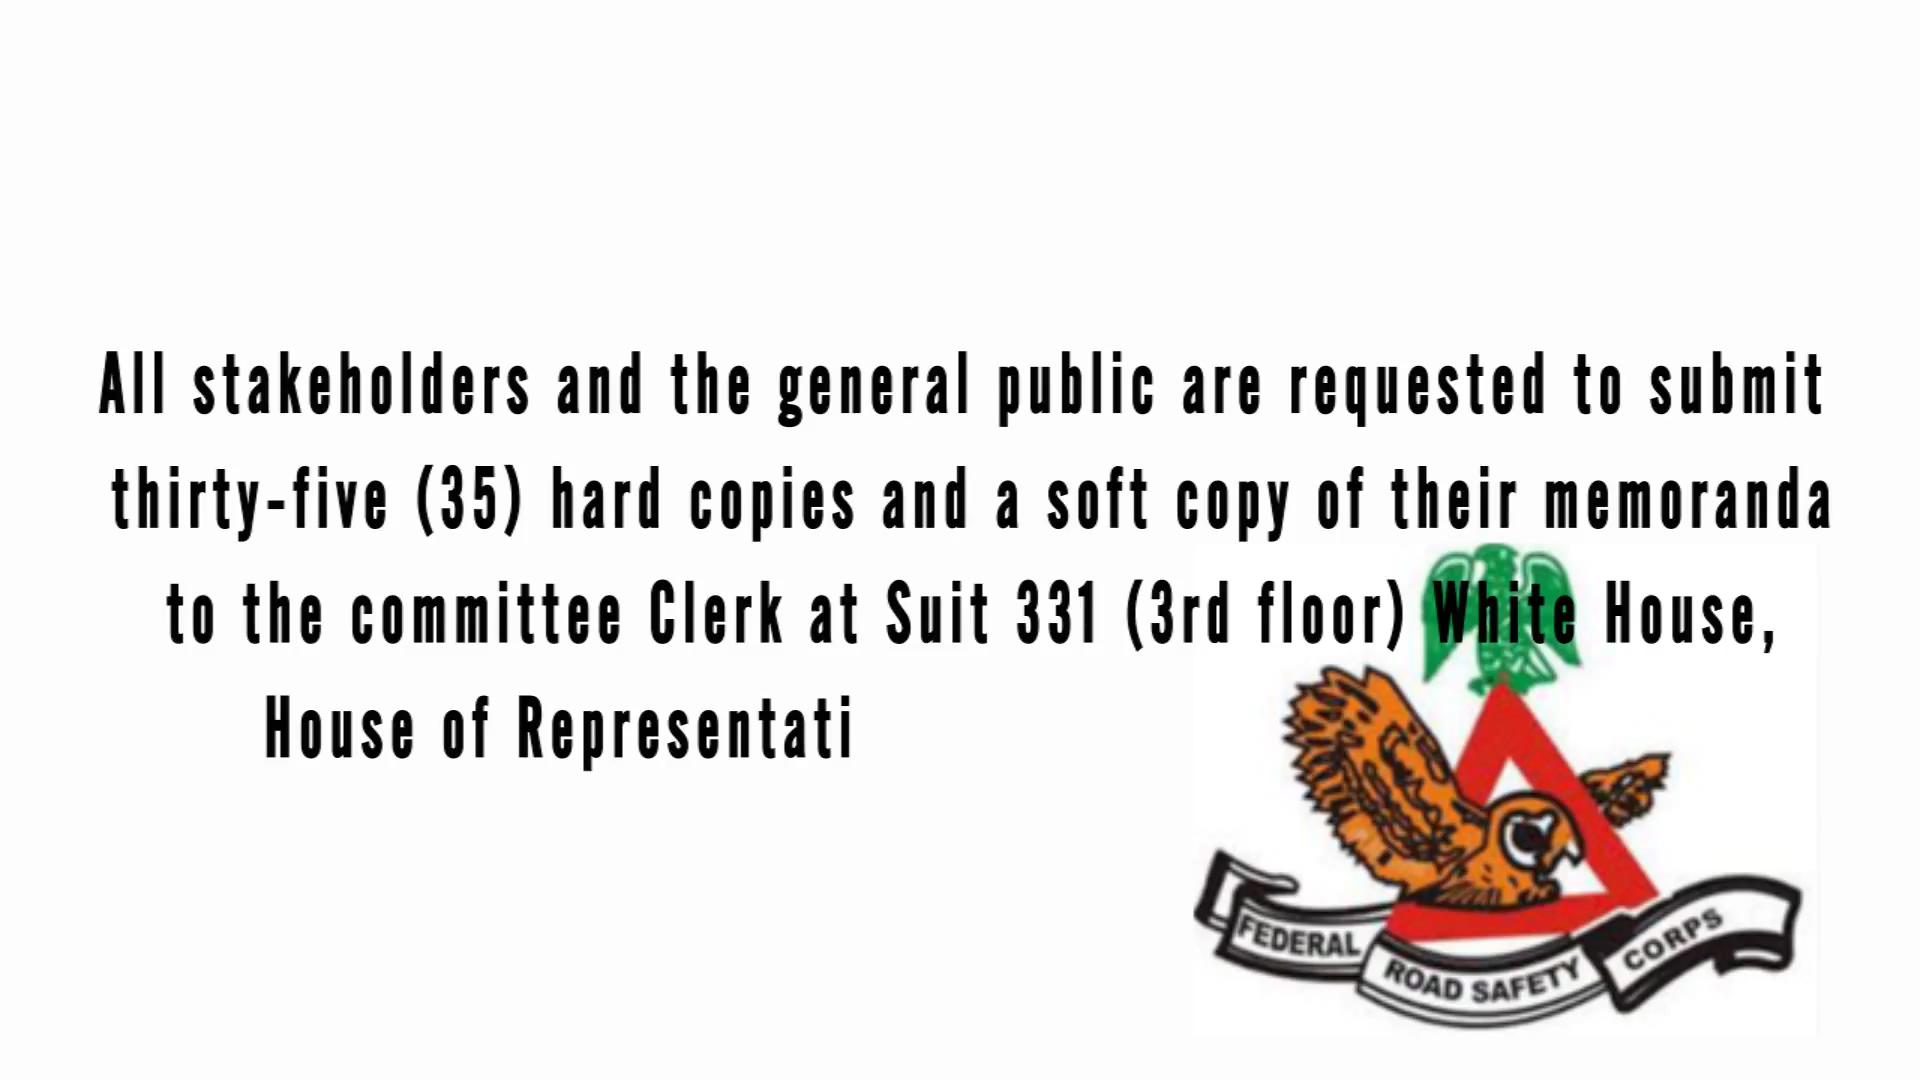 All stakeholders and the general public are requested to submit
thirty-five (35) hard copies and a soft copy of their memoranda
to the committee Clerk at Suit 331 (3rd floor) White House,
House of Representati
FEDERAL ROAD SAFETY CORPS